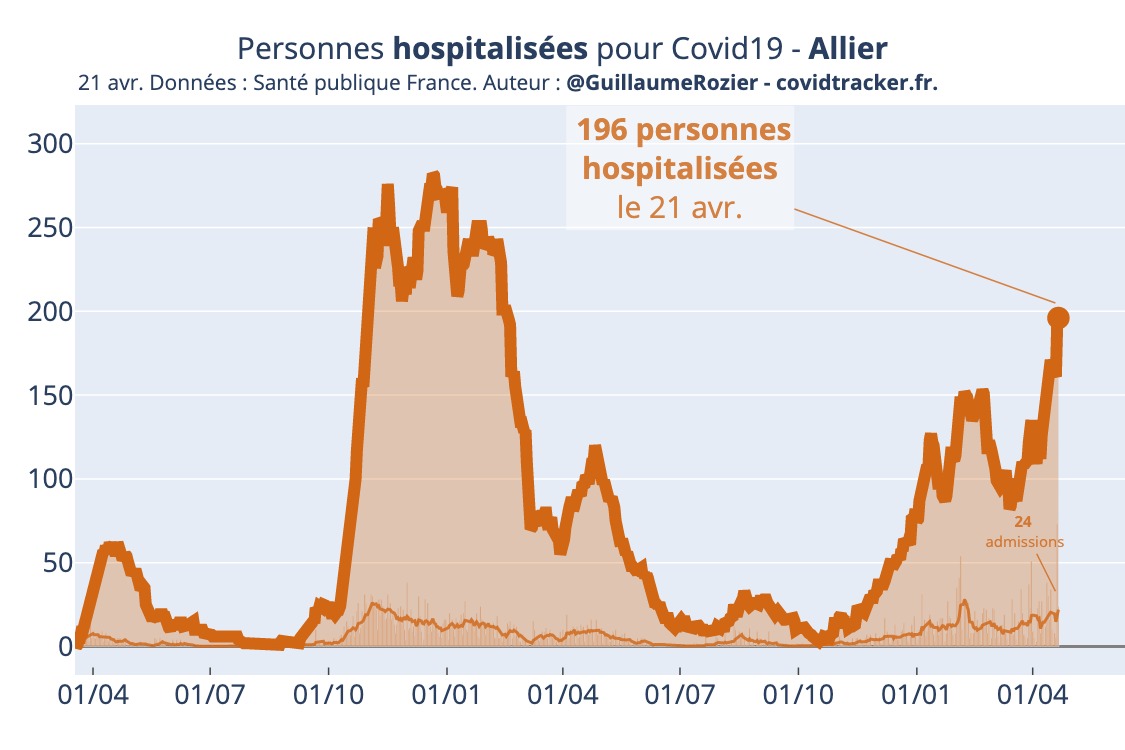 Personnes hospitalisées pour Covid19 - Allier
21 avr. Données : Santé publique France. Auteur : @GuillaumeRozier - covidtracker.fr.
196 personnes
hospitalisées
le 21 avr.
300
250
200
150
100
50
0
24
admissions
01/04
01/07
01/10
01/01
01/04
01/07
01/10
01/01
01/04